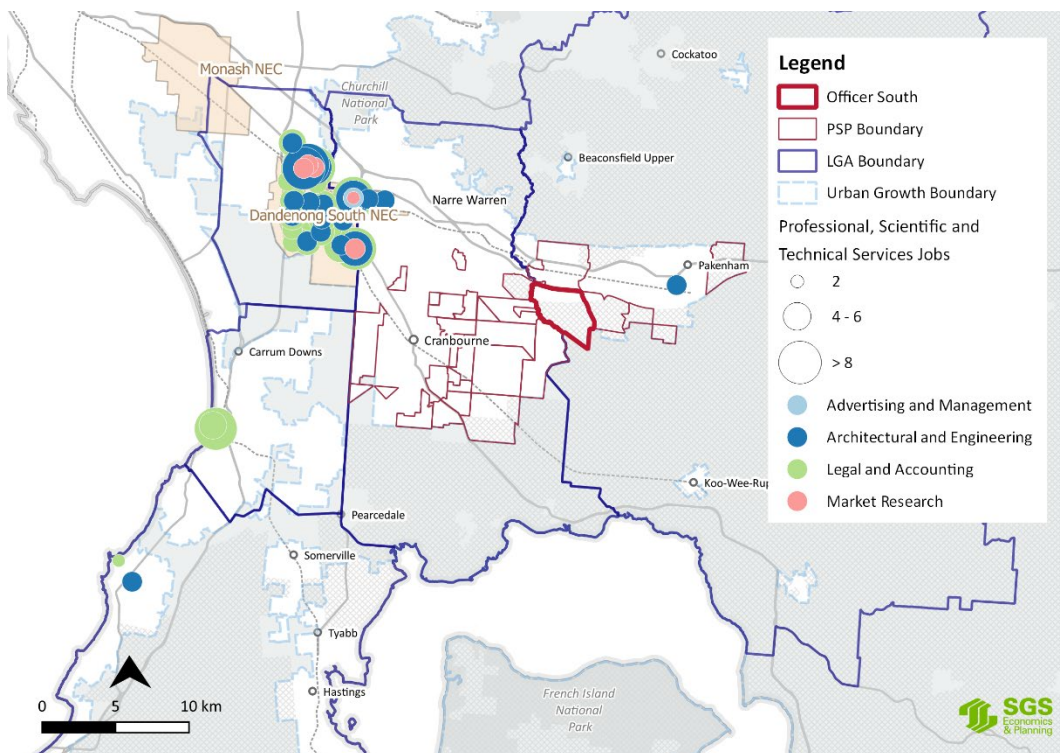 Cockatoo
Monash NEC
Churchill
National
Park
Beaconsfield Upper
Narre Warren
Dandenong South NEC
Pakenham
Cranbourne
Carrum Downs
Koo-Wee-Rup
Pearcedale
Somerville
Tyabb
Hastings
French Island
National
Park
0 5 10 km
Legend
Officer South
PSP Boundary
LGA Boundary
Urban Growth Boundary
Professional, Scientific and
Technical Services Jobs
2
4 - 6
> 8
Advertising and Management
Architectural and Engineering
Legal and Accounting
Market Research
SGS
Economics
& Planning